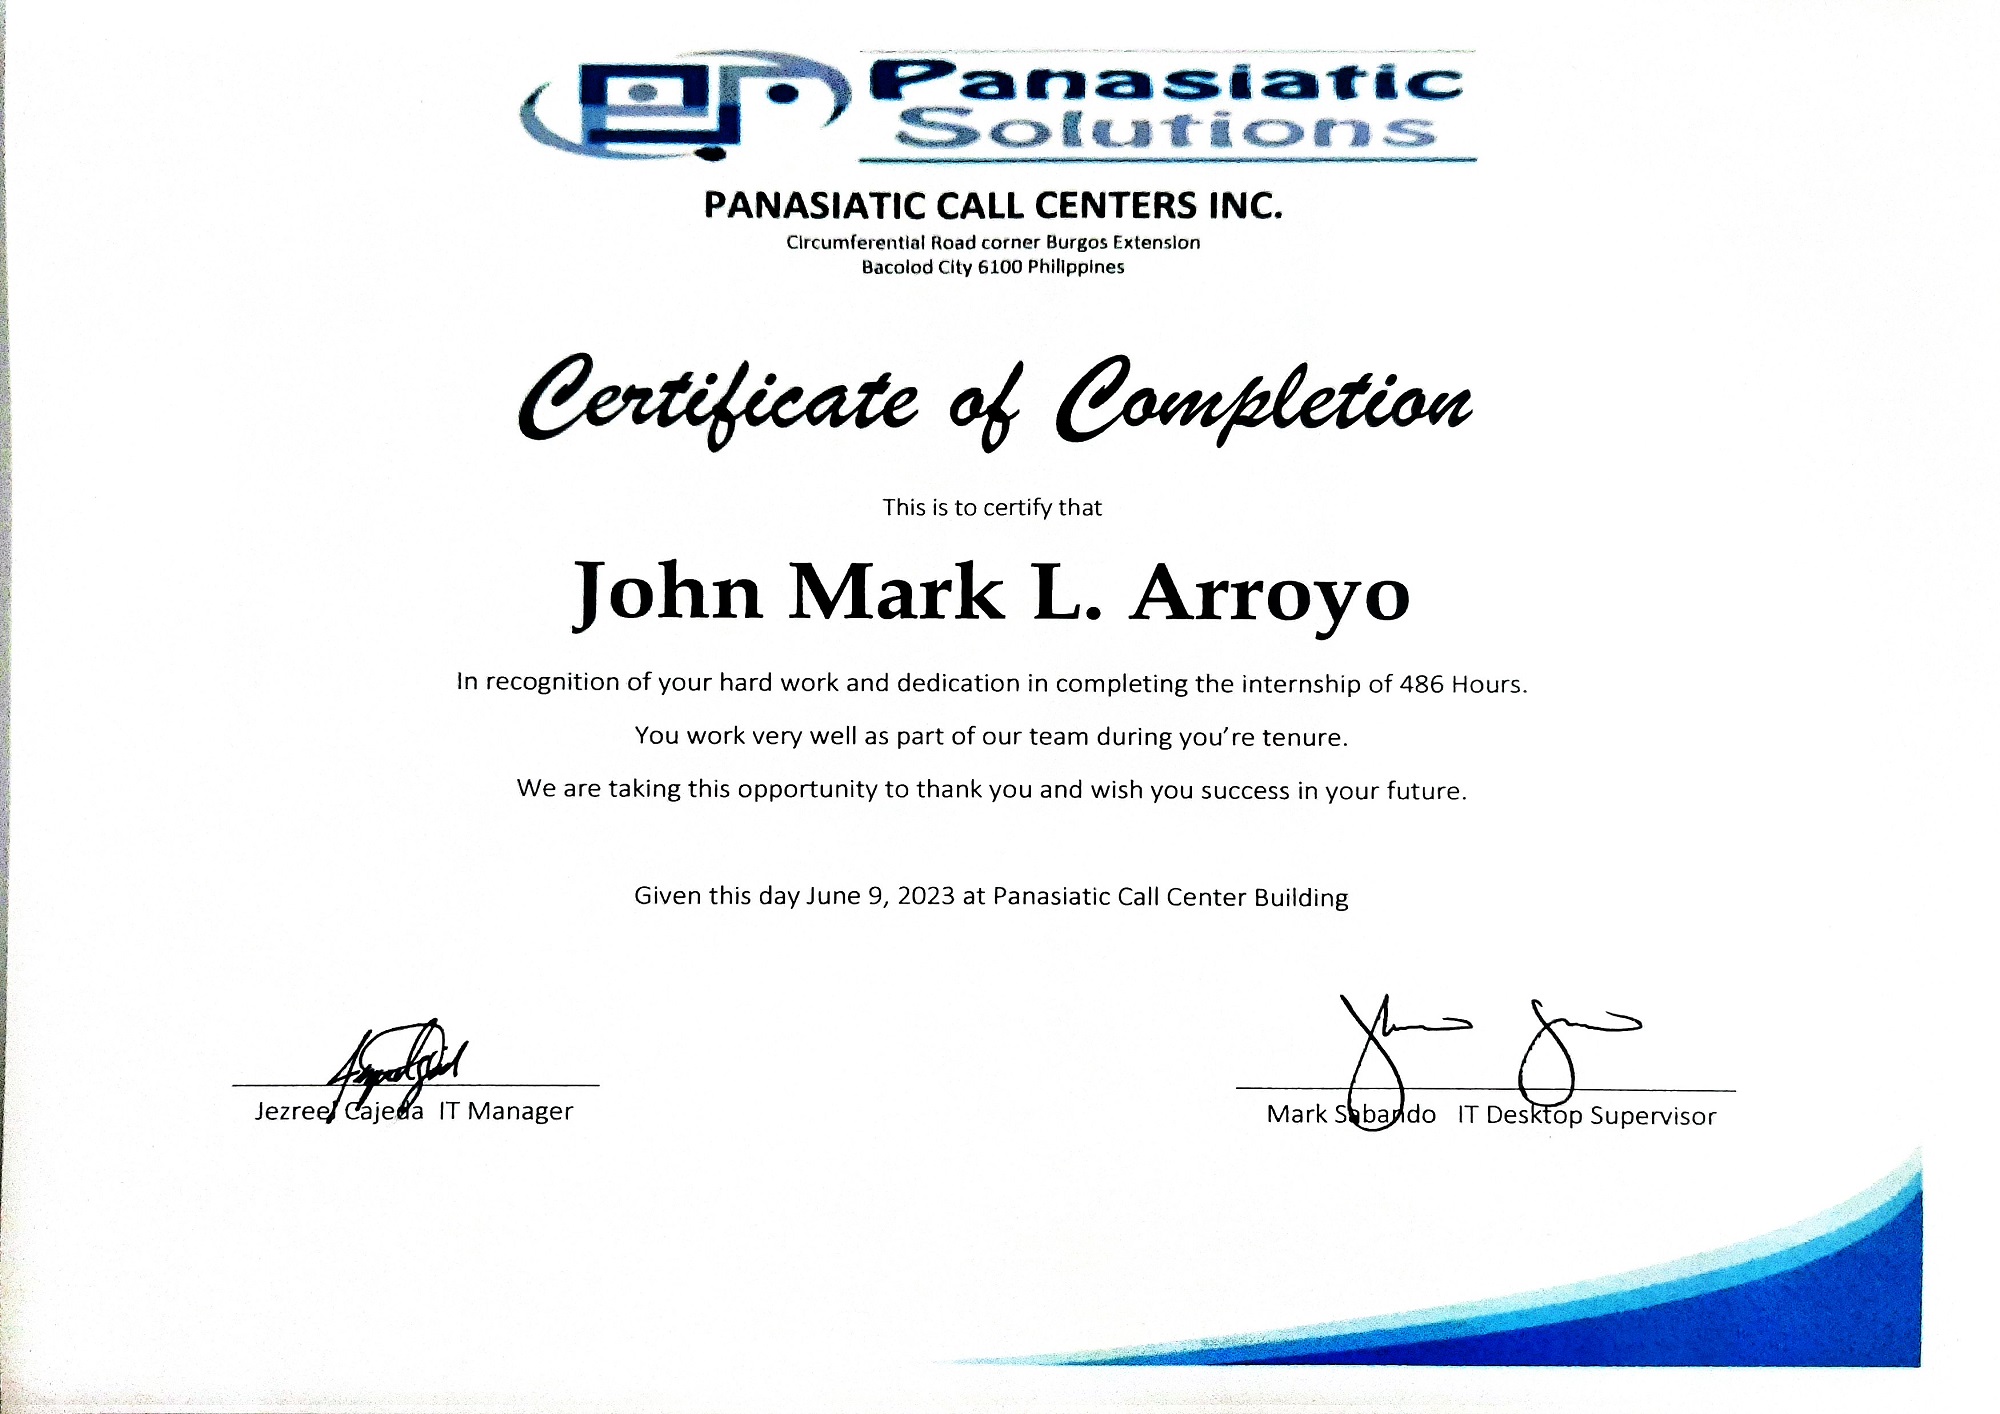 Panasiatic
Solutions
PANASIATIC CALL CENTERS INC.
Circumferential Road corner Burgos Extension
Bacolod City 6100 Philippines
Certificate of Completion
This is to certify that
John Mark L. Arroyo
In recognition of your hard work and dedication in completing the internship of 486 Hours.
You work very well as part of our team during you're tenure.
We are taking this opportunity to thank you and wish you success in your future.
Given this day June 9, 2023 at Panasiatic Call Center Building
Jezreel Cajeda  IT Manager
Mark Sabando   IT Desktop Supervisor